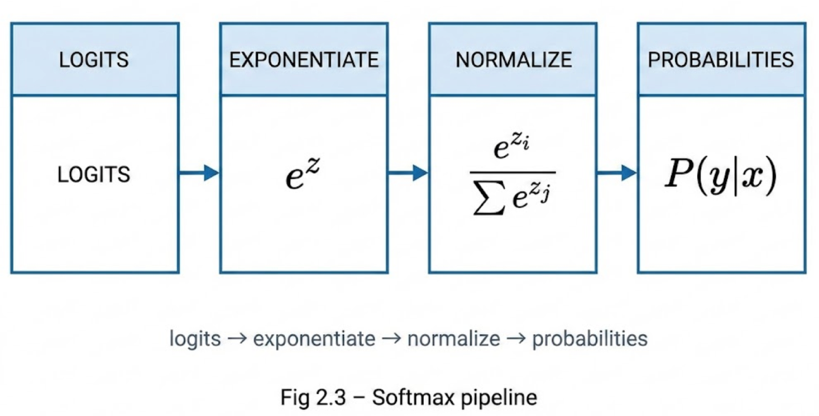 LOGITS
EXPONENTIATE
NORMALIZE
PROBABILITIES
LOGITS
e^z
e^{z_i} / ∑ e^{z_j}
P(y|x)
logits → exponentiate → normalize → probabilities
Fig 2.3 – Softmax pipeline